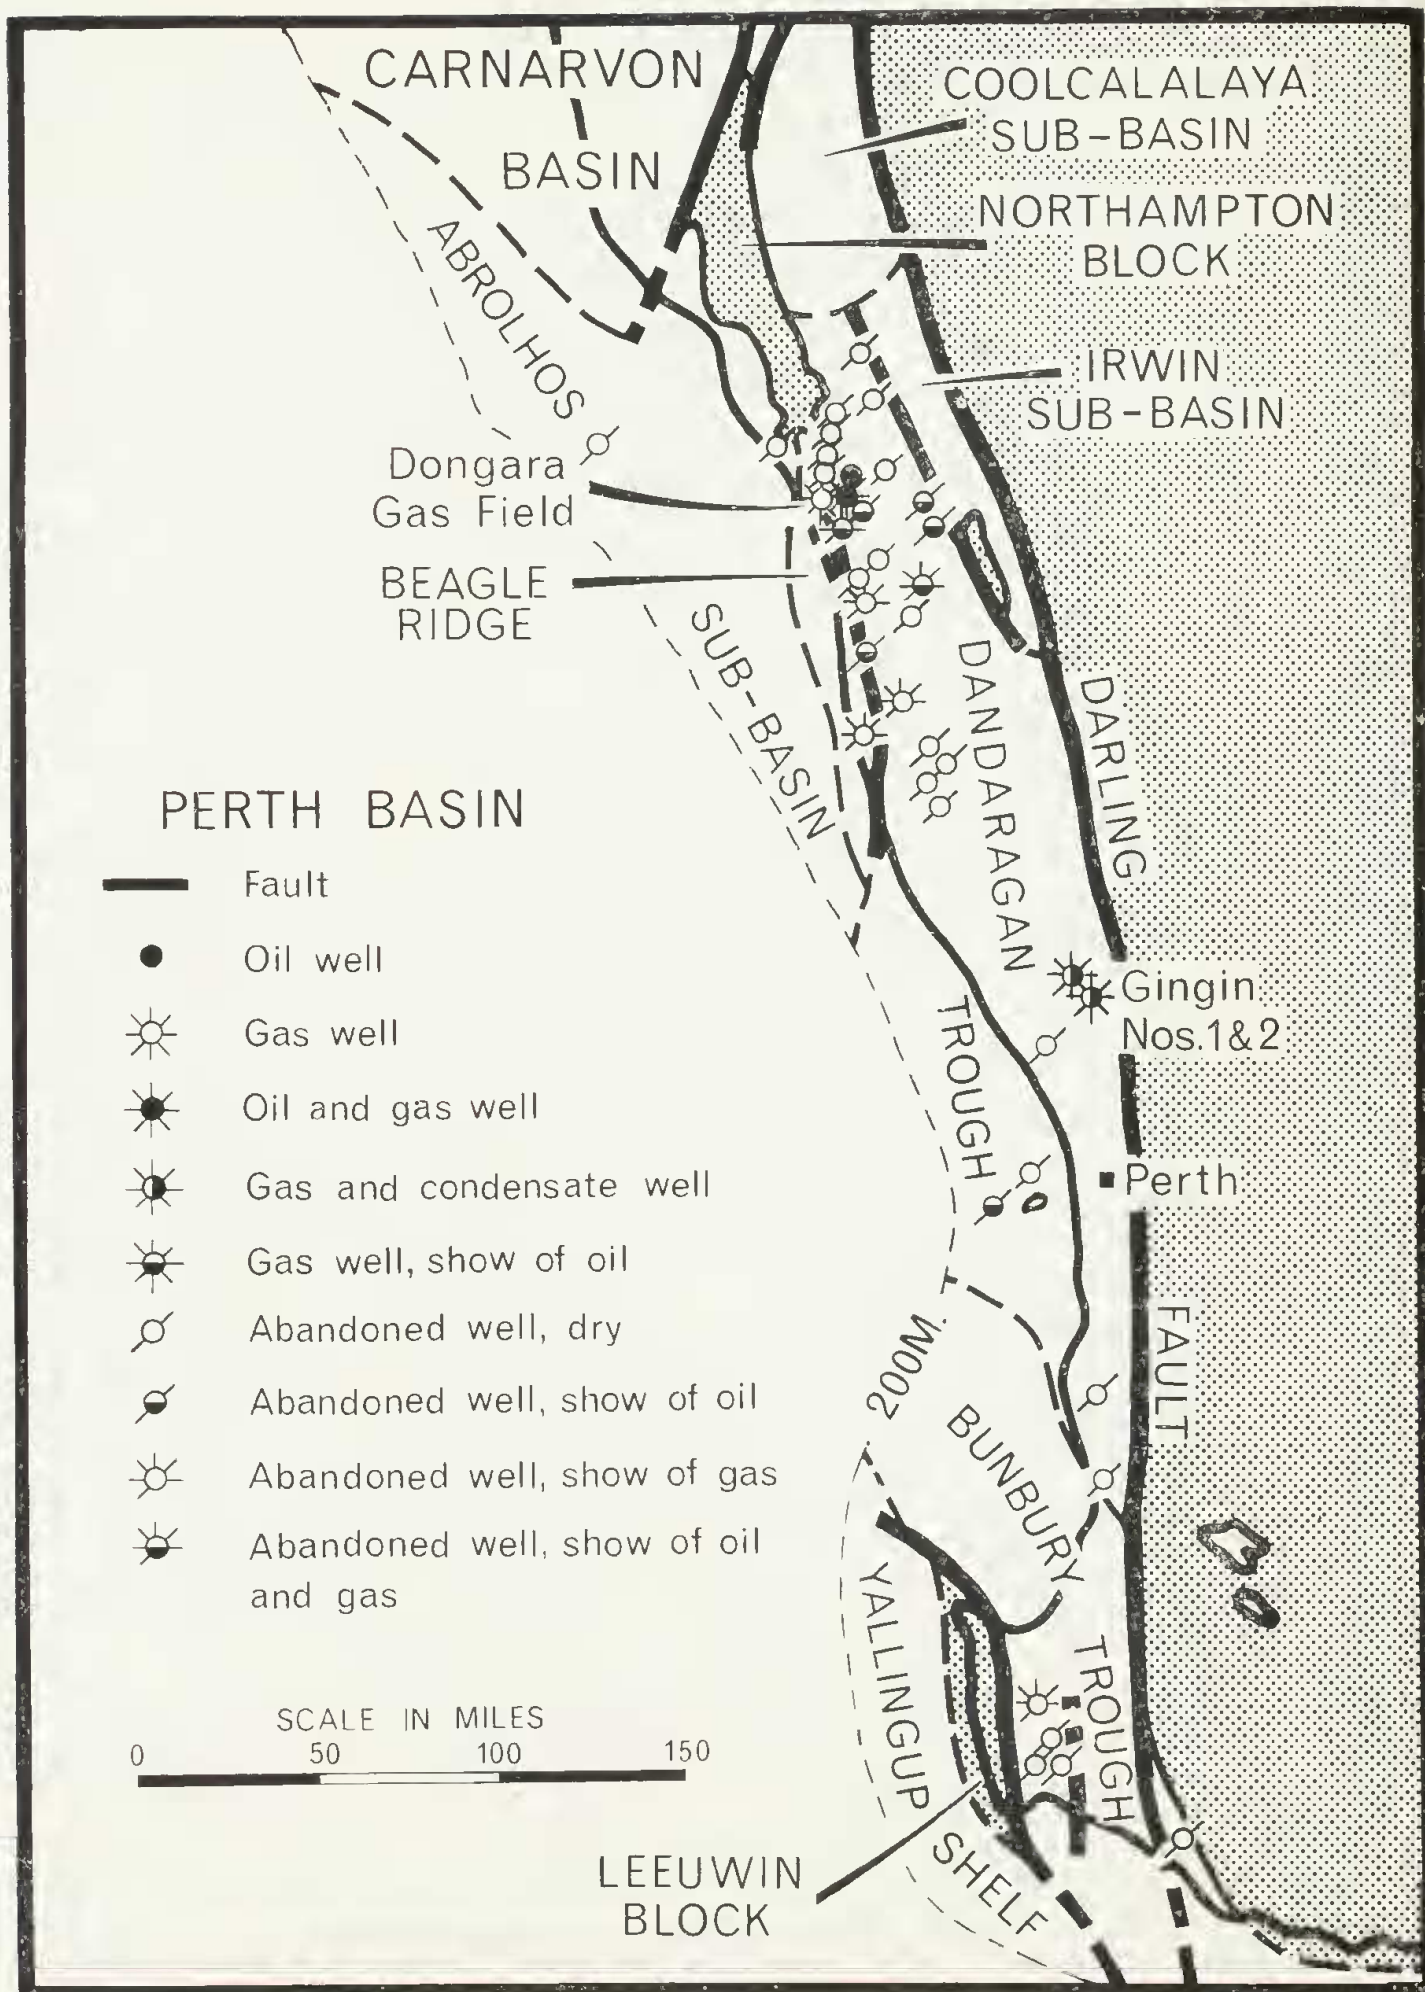 CARNARVON
BASIN
COOLCALALAYA
SUB-BASIN
NORTHAMPTON
BLOCK
ABROLHOS
SUB-BASIN
IRWIN
SUB-BASIN
Dongara
Gas Field
BEAGLE
RIDGE
DANDARAGAN
TROUGH
DARLING
FAULT
PERTH BASIN
Fault
Oil well
Gas well
Oil and gas well
Gas and condensate well
Gas well, show of oil
Abandoned well, dry
Abandoned well, show of oil
Abandoned well, show of gas
Abandoned well, show of oil
and gas
Gingin
Nos. 1 & 2
Perth
200M.
BUNBURY
TROUGH
YALLINGUP
SHELF
SCALE IN MILES
0 50 100 150
LEEUWIN
BLOCK